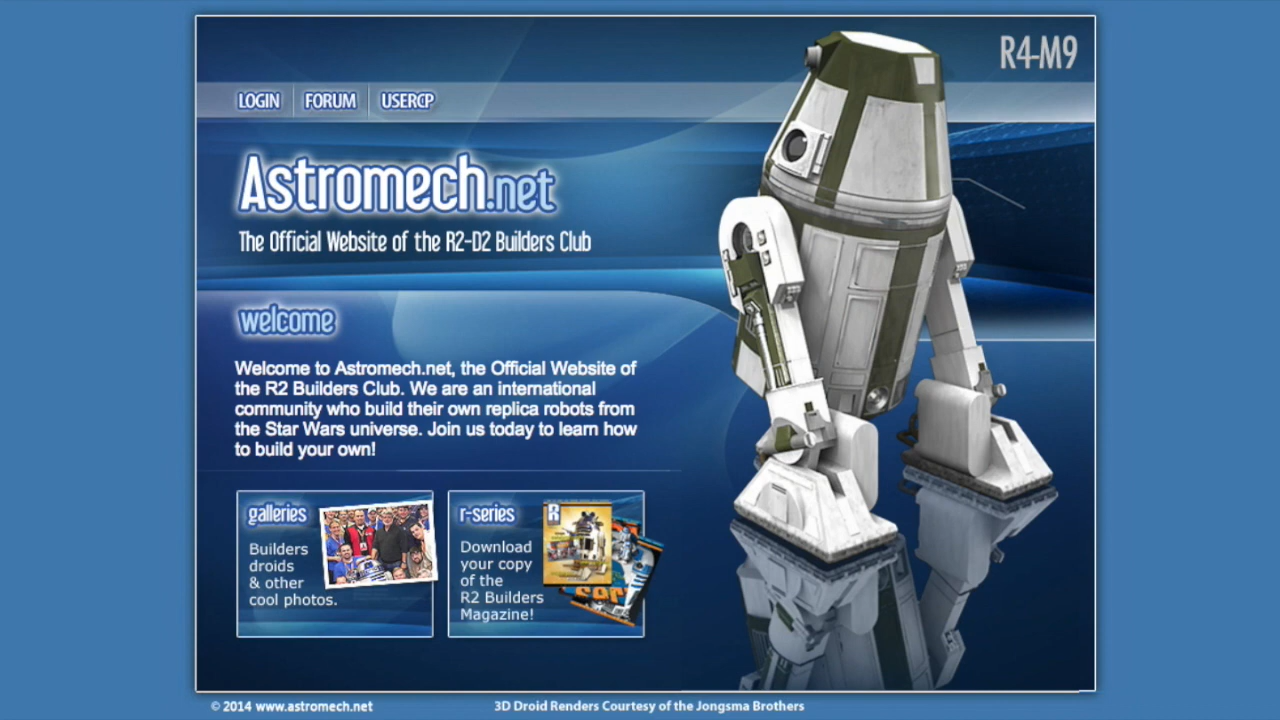 R4-M9
LOGIN
FORUM
USERCP
Astromech.net
The Official Website of the R2-D2 Builders Club
welcome
Welcome to Astromech.net, the Official Website of
the R2 Builders Club. We are an international
community who build their own replica robots from
the Star Wars universe. Join us today to learn how
to build your own!
galleries
Builders
droids
& other
cool photos.
r-series
Download
your copy
of the
R2 Builders
Magazine!
R
© 2014 www.astromech.net
3D Droid Renders Courtesy of the Jongsma Brothers